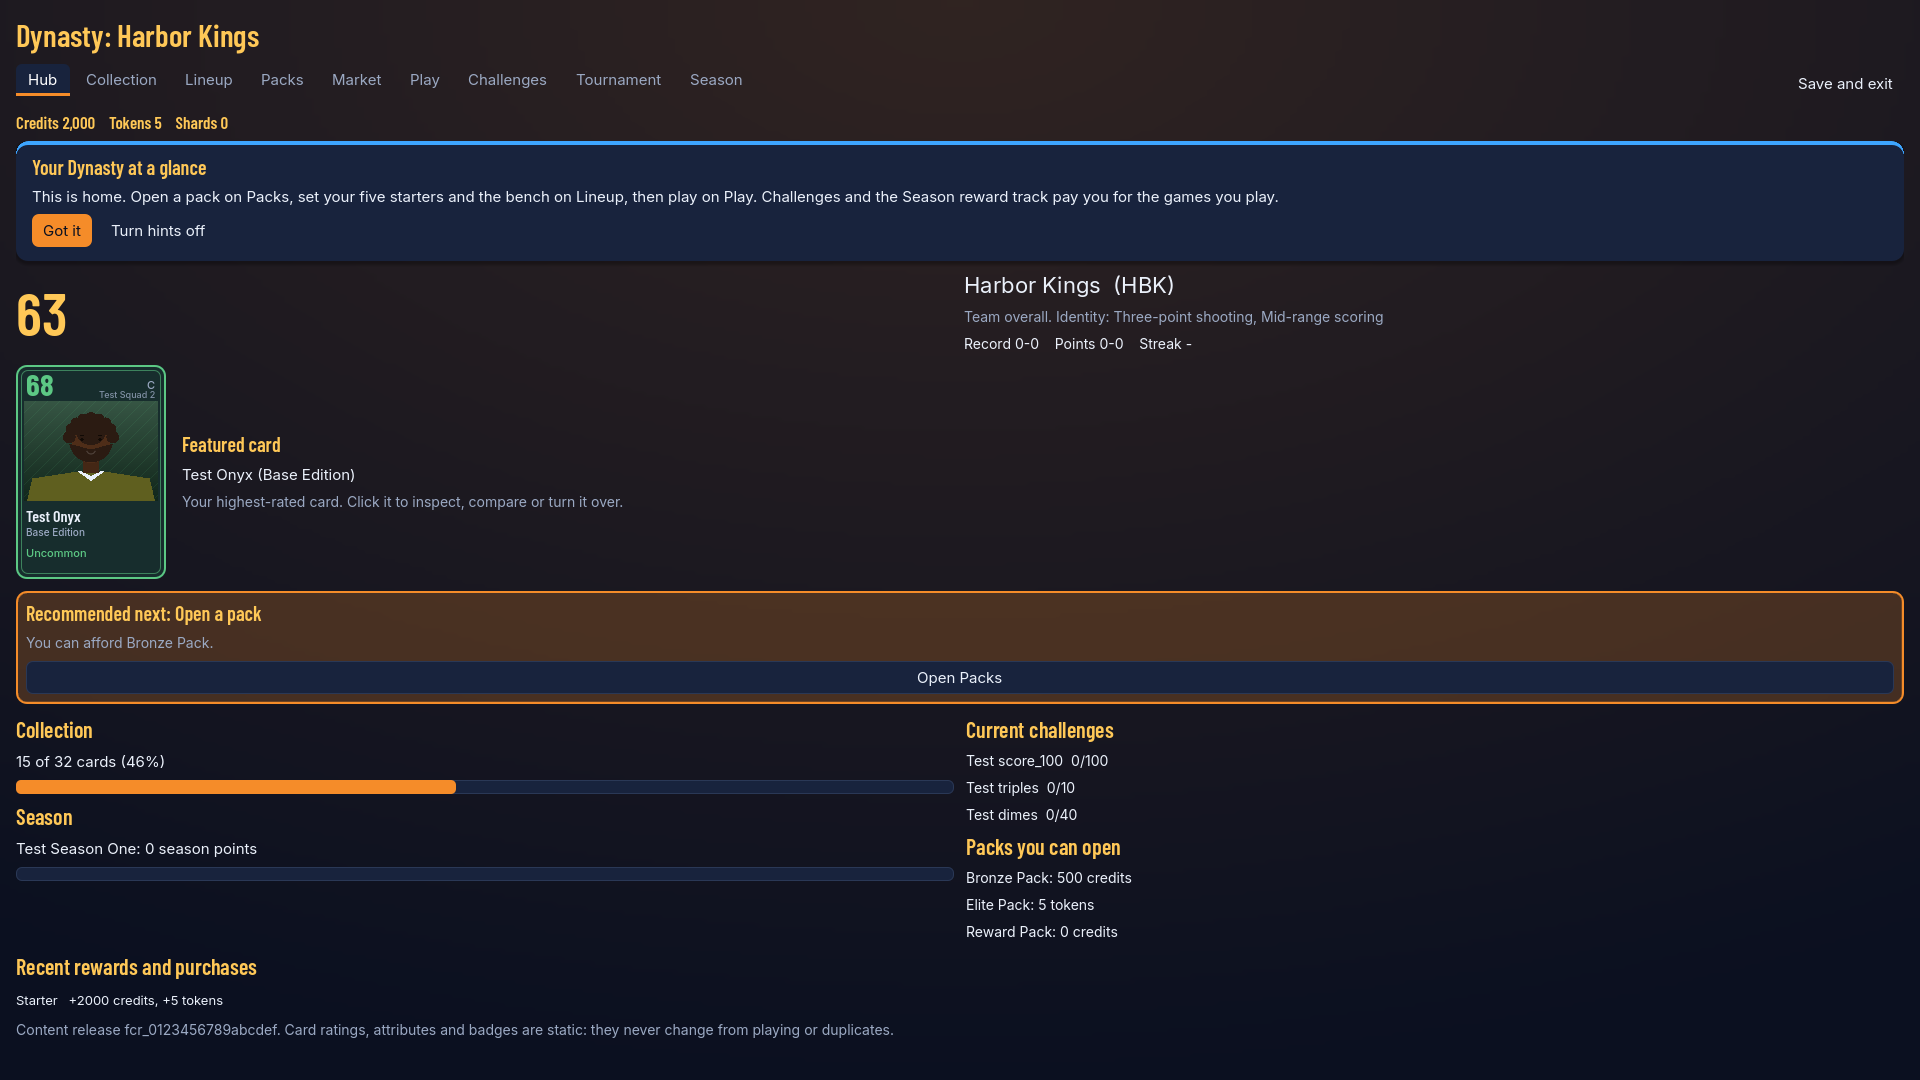 Dynasty: Harbor Kings
Hub Collection Lineup Packs Market Play Challenges Tournament Season Save and exit
Credits 2,000 Tokens 5 Shards 0
Your Dynasty at a glance
This is home. Open a pack on Packs, set your five starters and the bench on Lineup, then play on Play. Challenges and the Season reward track pay you for the games you play.
Got it Turn hints off
63
Harbor Kings (HBK)
Team overall. Identity: Three-point shooting, Mid-range scoring
Record 0-0 Points 0-0 Streak -
68 C
Test Squad 2
Test Onyx
Base Edition
Uncommon
Featured card
Test Onyx (Base Edition)
Your highest-rated card. Click it to inspect, compare or turn it over.
Recommended next: Open a pack
You can afford Bronze Pack.
Open Packs
Collection
15 of 32 cards (46%)
Season
Test Season One: 0 season points
Current challenges
Test score_100 0/100
Test triples 0/10
Test dimes 0/40
Packs you can open
Bronze Pack: 500 credits
Elite Pack: 5 tokens
Reward Pack: 0 credits
Recent rewards and purchases
Starter +2000 credits, +5 tokens
Content release fcr_0123456789abcdef. Card ratings, attributes and badges are static: they never change from playing or duplicates.